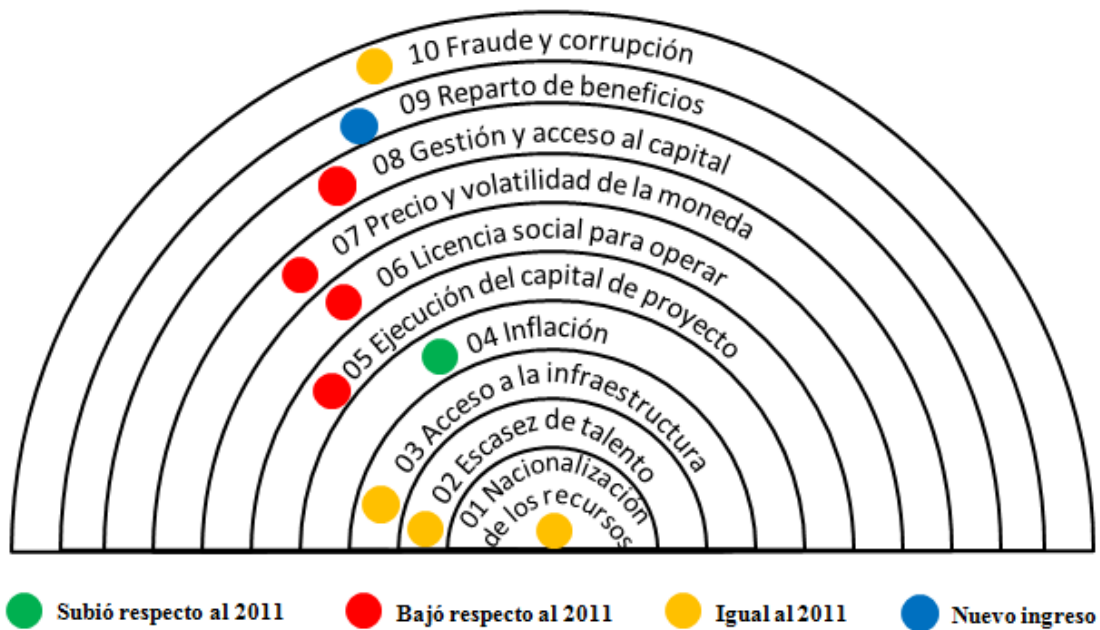 10 Fraude y corrupción
09 Reparto de beneficios
08 Gestión y acceso al capital
07 Precio y volatilidad de la moneda
06 Licencia social para operar
05 Ejecución del capital de proyecto
04 Inflación
03 Acceso a la infraestructura
02 Escasez de talento
01 Nacionalización
de los recursos
Subió respecto al 2011
Bajó respecto al 2011
Igual al 2011
Nuevo ingreso